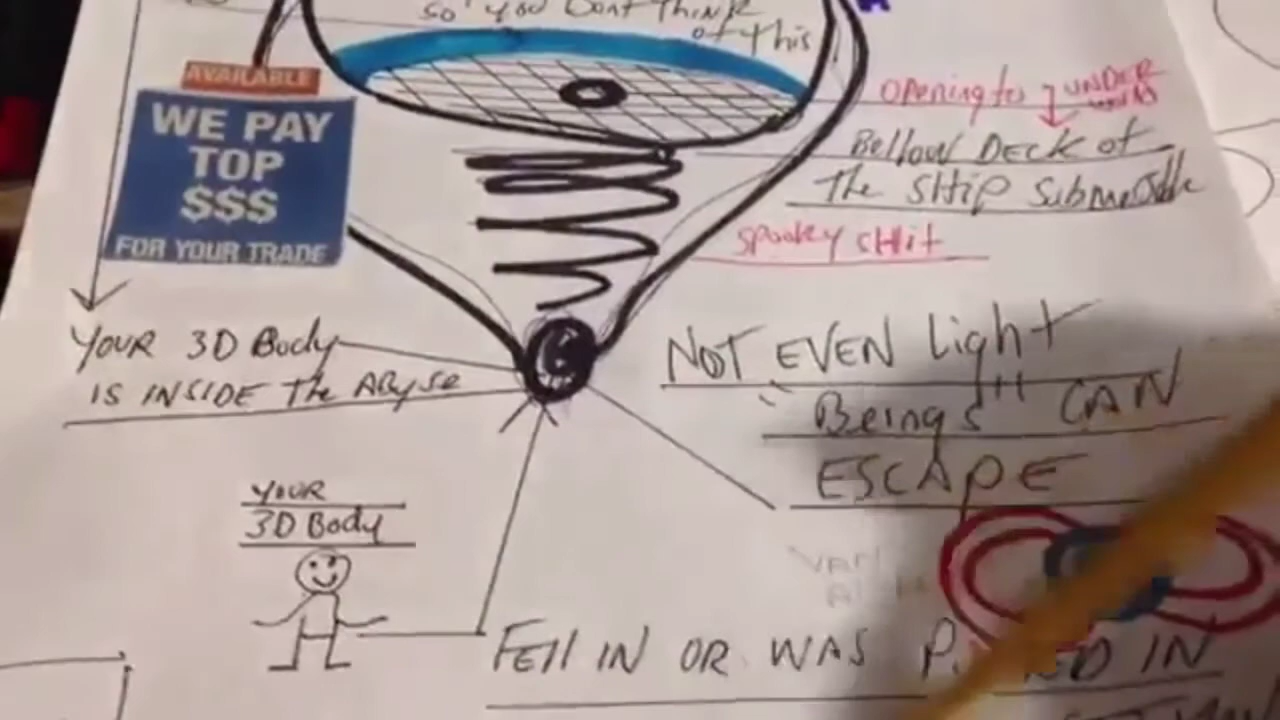 so you Dont Think
of This
AVAILABLE
WE PAY
TOP
$$$
FOR YOUR TRADE
opening to
UNDER
Bellow DECK of
The SHip
spooky sHit
YOUR 3D Body
IS INSIDE The Abyse
NOT EVEN Light
"Beings" CAN
ESCAPE
YOUR
3D Body
FEll IN OR WAS
IN